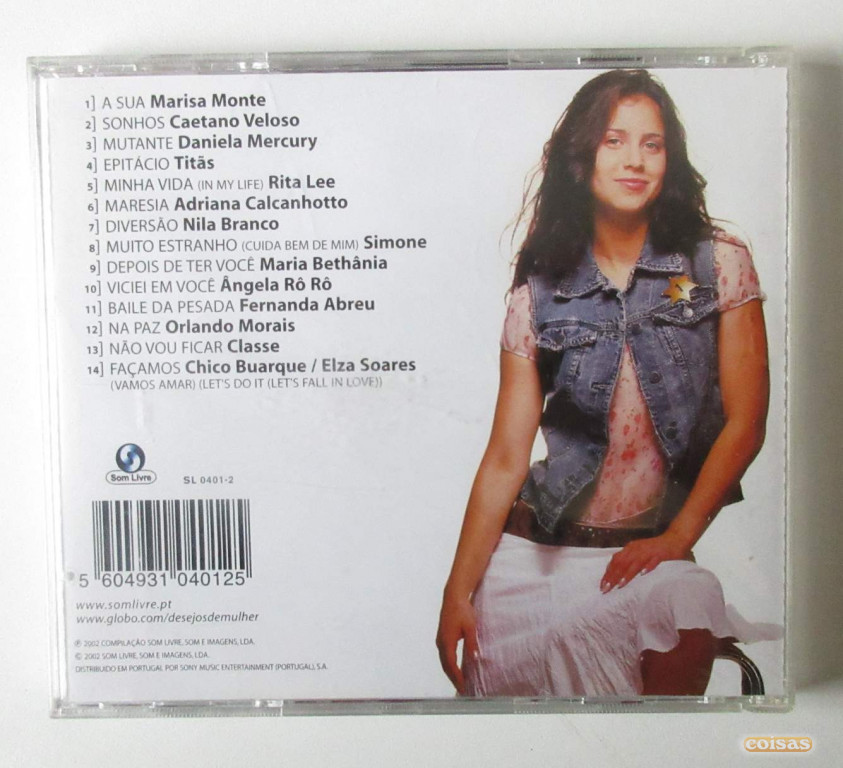 1] A SUA Marisa Monte
2] SONHOS Caetano Veloso
3] MUTANTE Daniela Mercury
4] EPITÁCIO Titãs
5] MINHA VIDA (IN MY LIFE) Rita Lee
6] MARESIA Adriana Calcanhotto
7] DIVERSÃO Nila Branco
8] MUITO ESTRANHO (CUIDA BEM DE MIM) Simone
9] DEPOIS DE TER VOCÊ Maria Bethânia
10] VICIEI EM VOCÊ Ângela Rô Rô
11] BAILE DA PESADA Fernanda Abreu
12] NA PAZ Orlando Morais
13] NÃO VOU FICAR Classe
14] FAÇAMOS Chico Buarque / Elza Soares
(VAMOS AMAR) (LET'S DO IT (LET'S FALL IN LOVE))
Som Livre
SL 0401-2
5 604931 040125
www.somlivre.pt
www.globo.com/desejosdemulher
℗ 2002 COMPILAÇÃO SOM LIVRE, SOM E IMAGENS, LDA.
© 2002 SOM LIVRE, SOM E IMAGENS, LDA.
DISTRIBUIDO EM PORTUGAL POR SONY MUSIC ENTERTAINMENT (PORTUGAL), S.A.
coisas